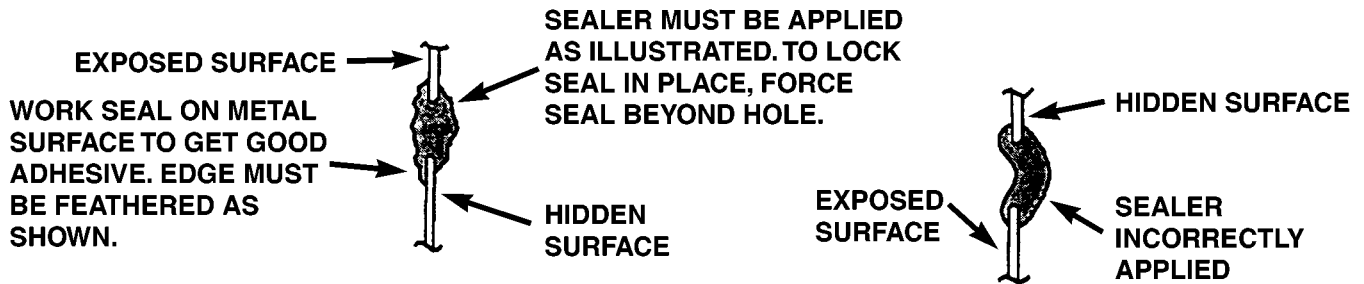 EXPOSED SURFACE
WORK SEAL ON METAL
SURFACE TO GET GOOD
ADHESIVE. EDGE MUST
BE FEATHERED AS
SHOWN.
SEALER MUST BE APPLIED
AS ILLUSTRATED. TO LOCK
SEAL IN PLACE, FORCE
SEAL BEYOND HOLE.
HIDDEN
SURFACE
HIDDEN SURFACE
EXPOSED
SURFACE
SEALER
INCORRECTLY
APPLIED